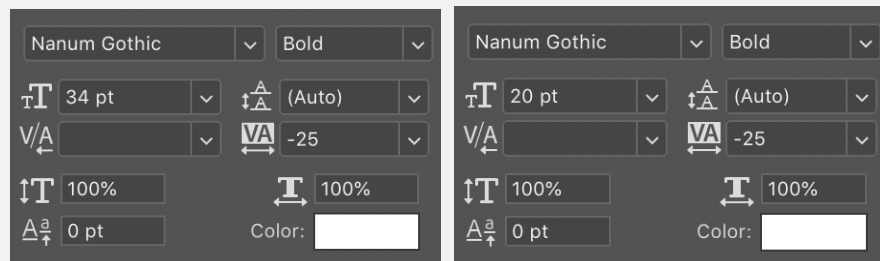 Nanum Gothic Bold
34 pt (Auto)
-25
100% 100%
0 pt Color:
Nanum Gothic Bold
20 pt (Auto)
-25
100% 100%
0 pt Color: